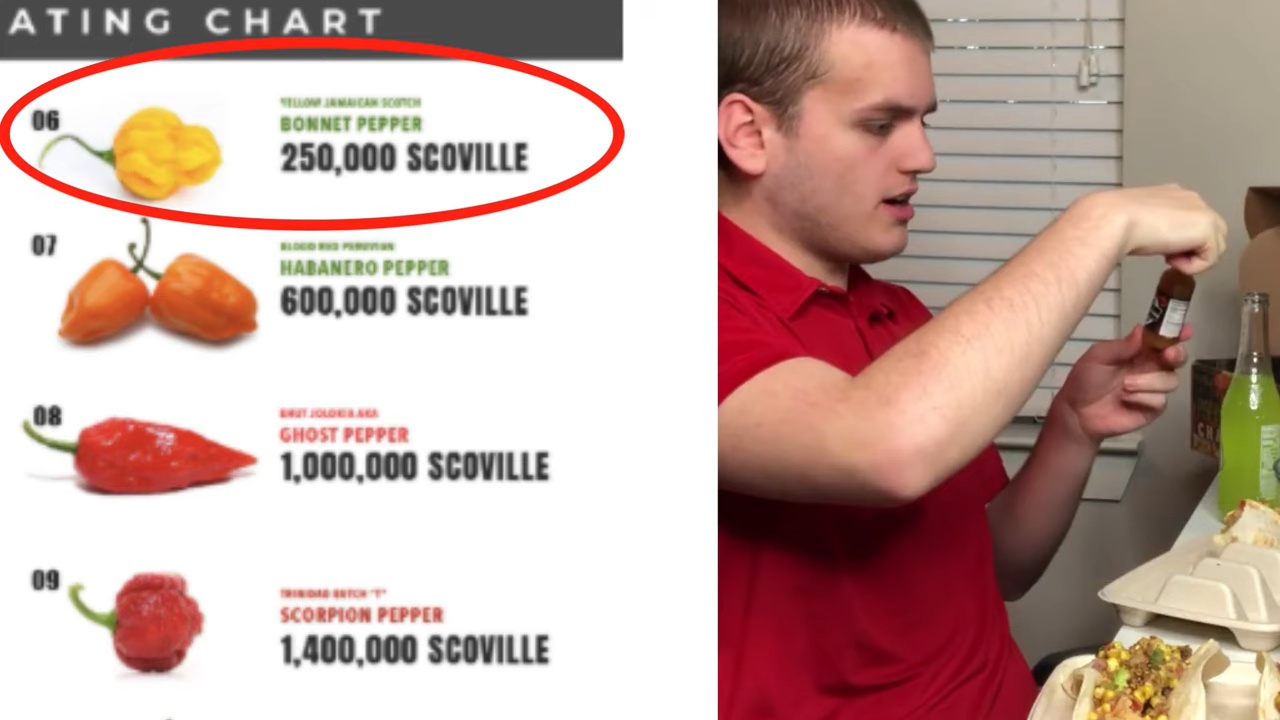 ATING CHART
06
YELLOW JAMAICAN SCOTCH
BONNET PEPPER
250,000 SCOVILLE
07
BLOOD RED PERUVIAN
HABANERO PEPPER
600,000 SCOVILLE
08
BHUT JOLOKIA AKA
GHOST PEPPER
1,000,000 SCOVILLE
09
TRINIDAD BUTCH "T"
SCORPION PEPPER
1,400,000 SCOVILLE